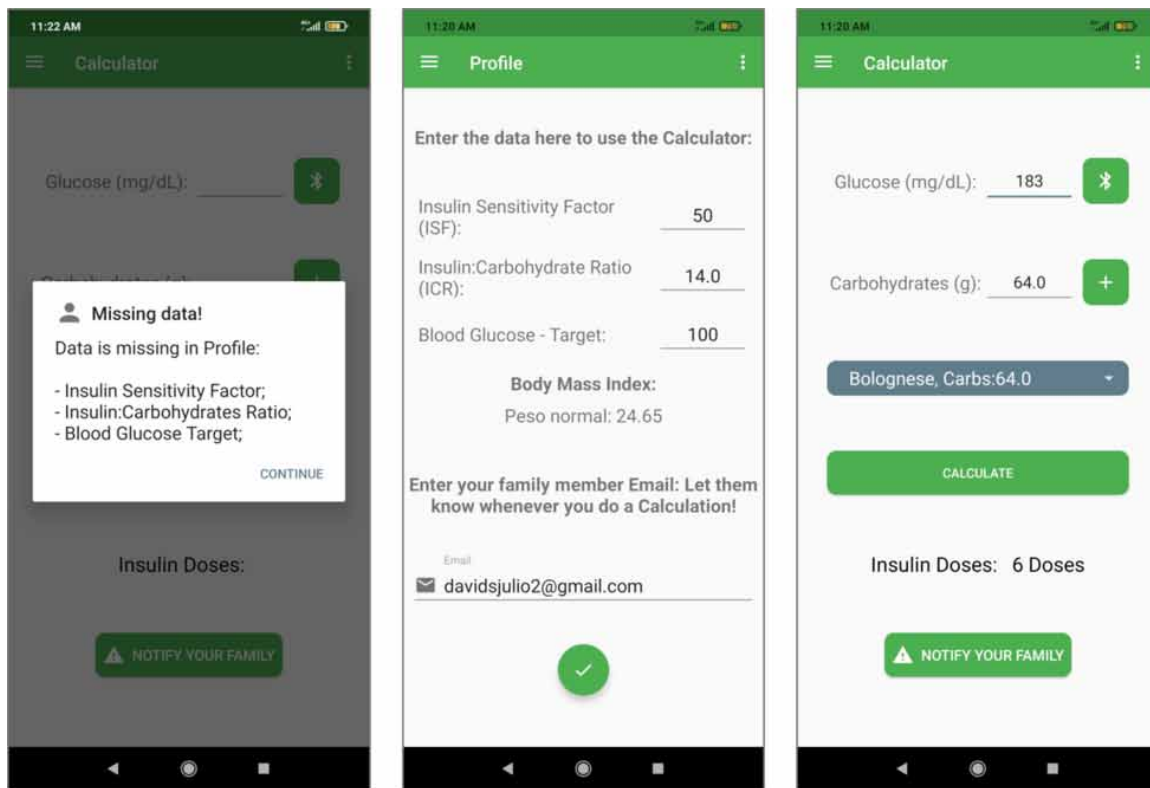 11:22 AM
Calculator
Glucose (mg/dL):
Missing data!
Data is missing in Profile:
- Insulin Sensitivity Factor;
- Insulin:Carbohydrates Ratio;
- Blood Glucose Target;
CONTINUE
Insulin Doses:
NOTIFY YOUR FAMILY
11:20 AM
Profile
Enter the data here to use the Calculator:
Insulin Sensitivity Factor
(ISF):
50
Insulin:Carbohydrate Ratio
(ICR):
14.0
Blood Glucose - Target:
100
Body Mass Index:
Peso normal: 24.65
Enter your family member Email: Let them
know whenever you do a Calculation!
Email
davidsjulio2@gmail.com
11:20 AM
Calculator
Glucose (mg/dL): 183
Carbohydrates (g): 64.0
Bolognese, Carbs:64.0
CALCULATE
Insulin Doses: 6 Doses
NOTIFY YOUR FAMILY